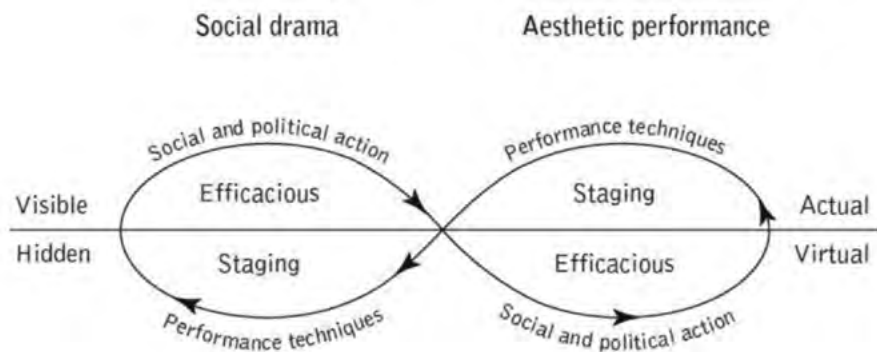 Social drama
Aesthetic performance
Social and political action
Performance techniques
Efficacious
Staging
Visible
Actual
Hidden
Virtual
Staging
Efficacious
Performance techniques
Social and political action